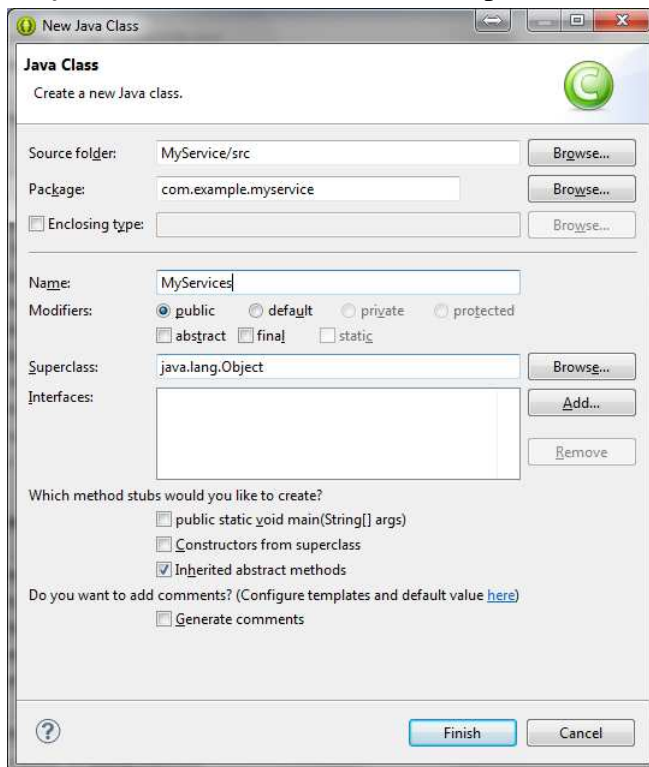 New Java Class
Java Class
Create a new Java class.
Source folder: MyService/src Browse...
Package: com.example.myservice Browse...
Enclosing type: Browse...
Name: MyServices
Modifiers: public default private protected
abstract final static
Superclass: java.lang.Object Browse...
Interfaces: Add...
Remove
Which method stubs would you like to create?
public static void main(String[] args)
Constructors from superclass
Inherited abstract methods
Do you want to add comments? (Configure templates and default value here)
Generate comments
Finish Cancel